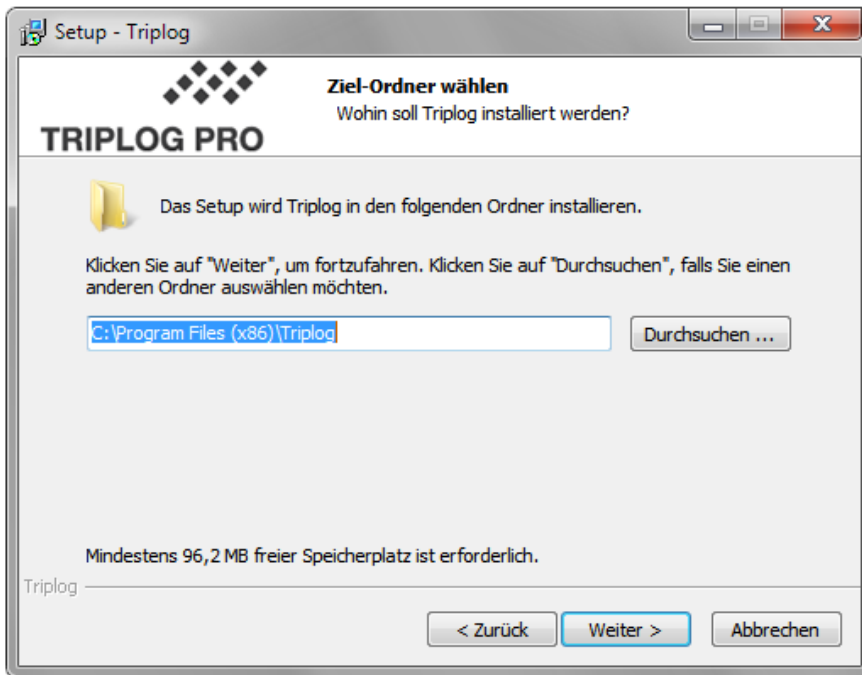 Setup - Triplog
TRIPLOG PRO
Ziel-Ordner wählen
Wohin soll Triplog installiert werden?
Das Setup wird Triplog in den folgenden Ordner installieren.
Klicken Sie auf "Weiter", um fortzufahren. Klicken Sie auf "Durchsuchen", falls Sie einen
anderen Ordner auswählen möchten.
C:\Program Files (x86)\Triplog
Durchsuchen ...
Mindestens 96,2 MB freier Speicherplatz ist erforderlich.
Triplog
< Zurück
Weiter >
Abbrechen